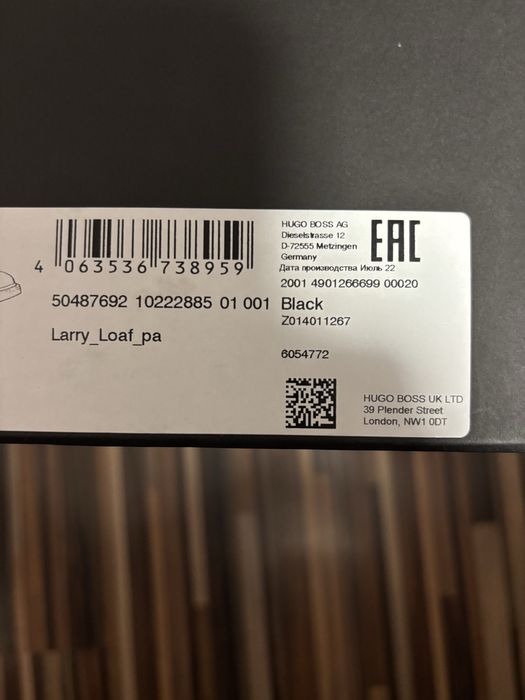 4 063536 738959
50487692 10222885 01 001
Larry_Loaf_pa
HUGO BOSS AG
Dieselstrasse 12
D-72555 Metzingen
Germany
EAC
Дата производства Июль 22
2001 4901266699 00020
Black
Z014011267
6054772
HUGO BOSS UK LTD
39 Plender Street
London, NW1 0DT